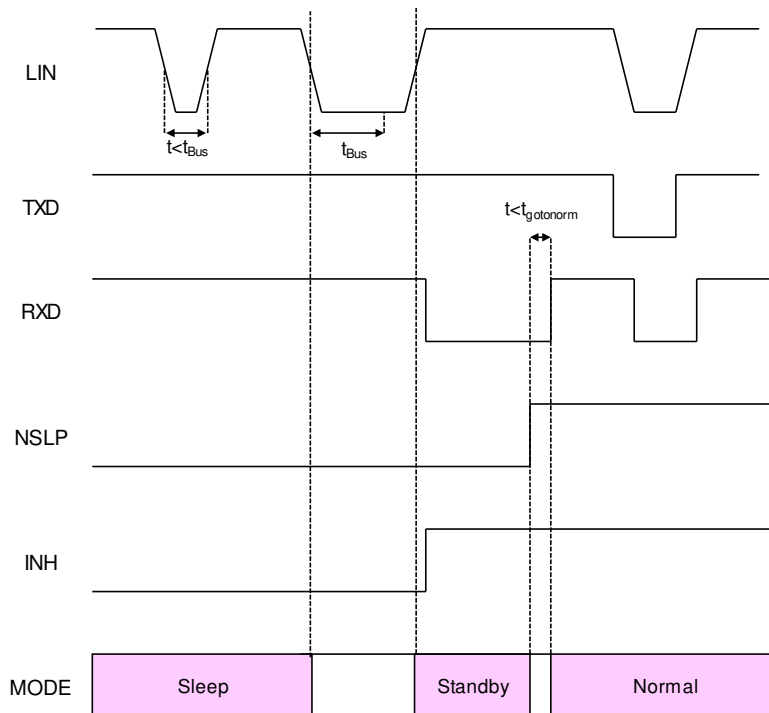 LIN
t<tBus
tBus
TXD
t<tgotonorm
RXD
NSLP
INH
MODE
Sleep
Standby
Normal